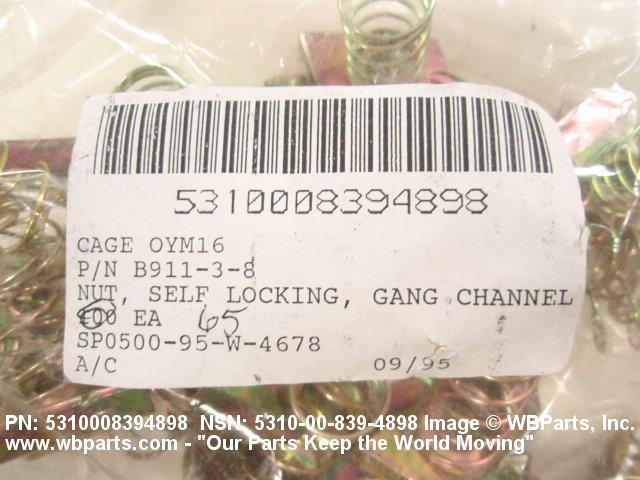 5310008394898
CAGE OYM16
P/N B911-3-8
NUT, SELF LOCKING, GANG CHANNEL
100 EA 65
SP0500-95-W-4678
A/C 09/95
PN: 5310008394898 NSN: 5310-00-839-4898 Image © WBParts, Inc.
www.wbparts.com - "Our Parts Keep the World Moving"